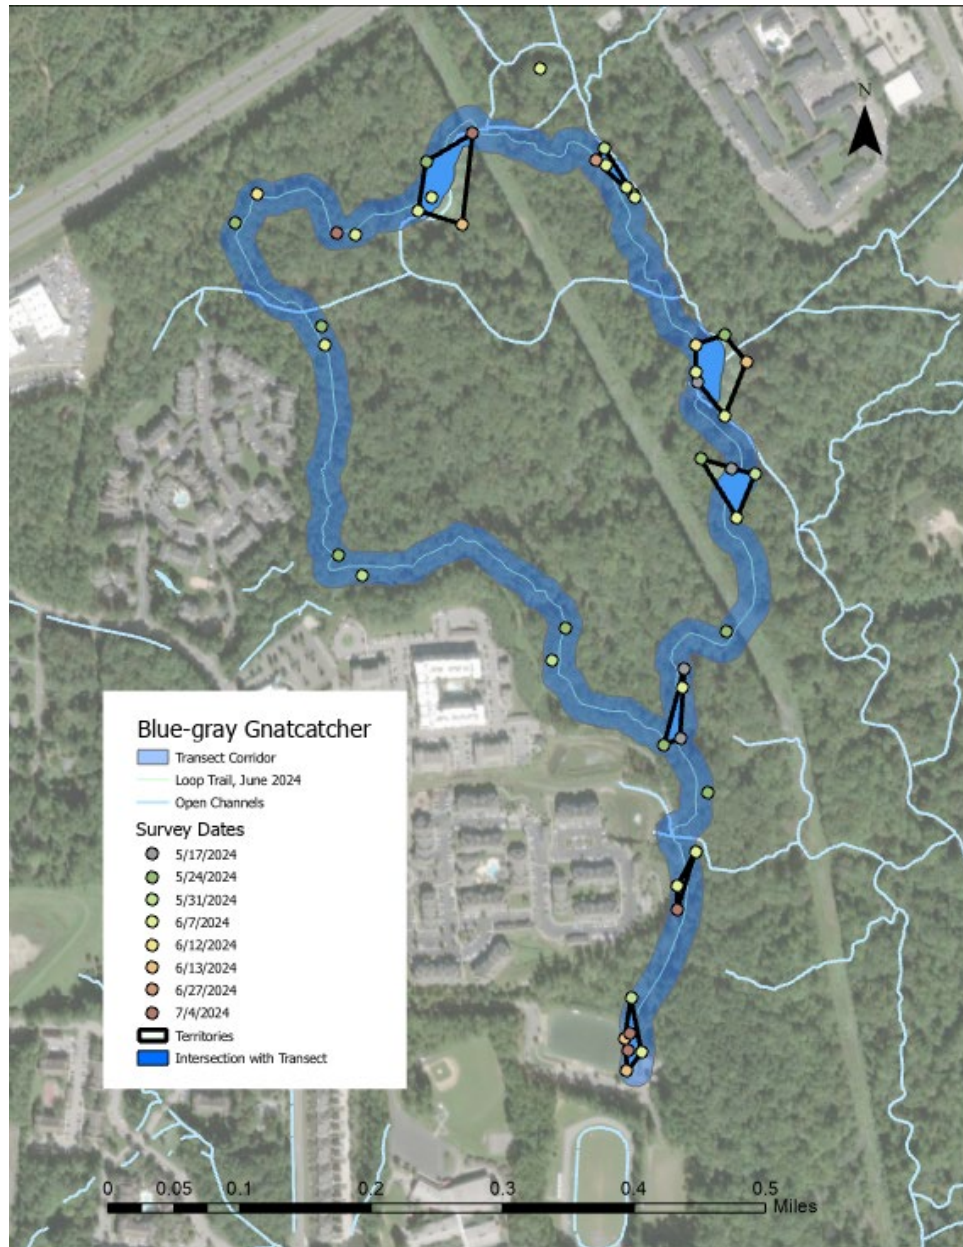 N
Blue-gray Gnatcatcher
Transect Corridor
Loop Trail, June 2024
Open Channels
Survey Dates
5/17/2024
5/24/2024
5/31/2024
6/7/2024
6/12/2024
6/13/2024
6/27/2024
7/4/2024
Territories
Intersection with Transect
0 0.05 0.1 0.2 0.3 0.4 0.5
Miles